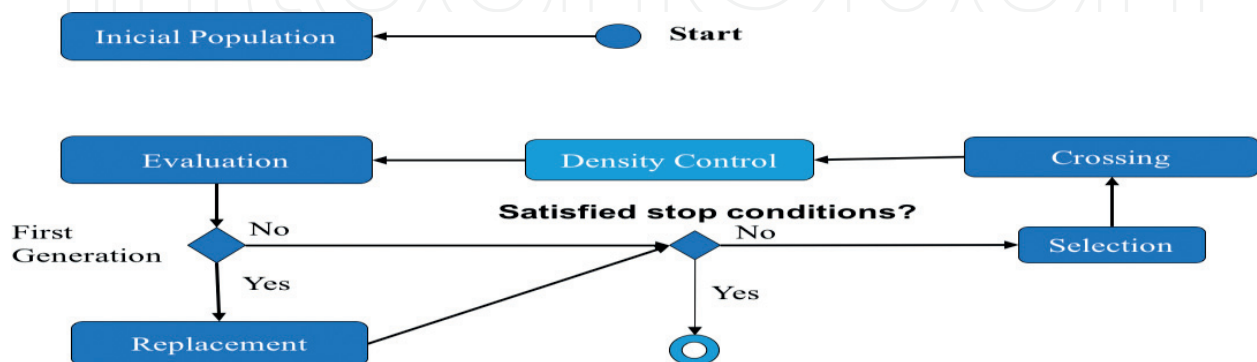 Inicial Population
Start
Evaluation
Density Control
Crossing
Satisfied stop conditions?
First
Generation
No
No
Selection
Yes
Yes
Replacement